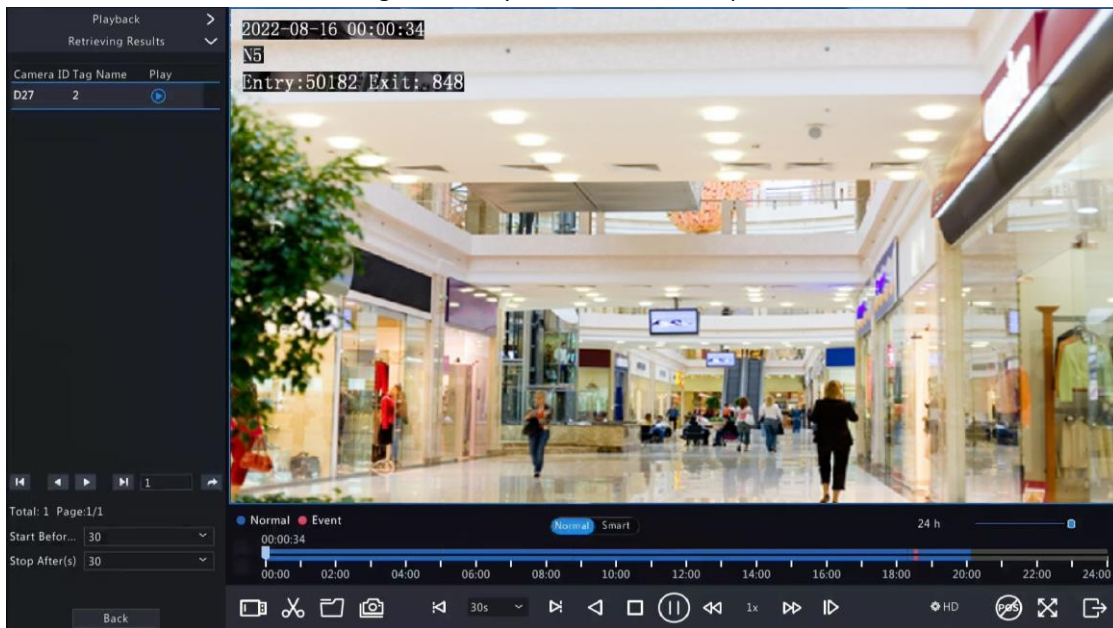 Playback
Retrieving Results
Camera ID Tag Name Play
D27 2
1
Total: 1 Page:1/1
Start Befor... 30
Stop After(s) 30
Back
2022-08-16 00:00:34
N5
Entry:50182 Exit: 848
Normal Event
Normal Smart
24 h
00:00:34
00:00 02:00 04:00 06:00 08:00 10:00 12:00 14:00 16:00 18:00 20:00 22:00 24:00
30s
1x
HD
POS